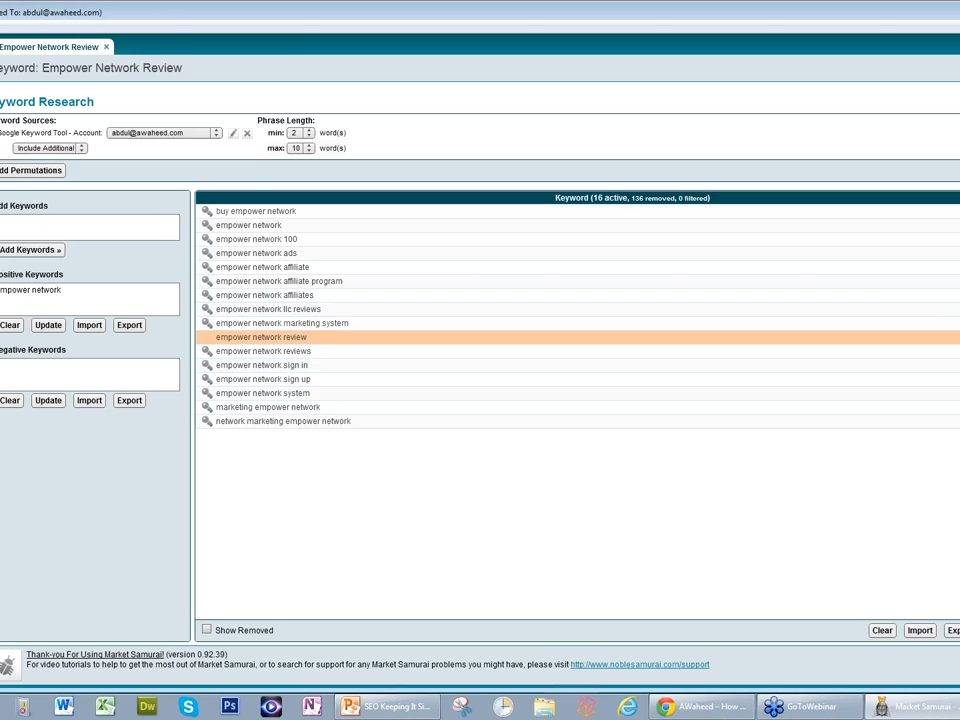 ed To: abdul@awaheed.com)
Empower Network Review ×
eyword: Empower Network Review
yword Research
word Sources:
Phrase Length:
Google Keyword Tool - Account: abdul@awaheed.com
min: 2 word(s)
Include Additional
max: 10 word(s)
dd Permutations
dd Keywords
Add Keywords »
ositive Keywords
mpower network
Clear Update Import Export
egative Keywords
Clear Update Import Export
Keyword (16 active, 136 removed, 0 filtered)
buy empower network
empower network
empower network 100
empower network ads
empower network affiliate
empower network affiliate program
empower network affiliates
empower network llc reviews
empower network marketing system
empower network review
empower network reviews
empower network sign in
empower network sign up
empower network system
marketing empower network
network marketing empower network
Show Removed
Clear Import Exp
Thank-you For Using Market Samurai! (version 0.92.39)
For video tutorials to help to get the most out of Market Samurai, or to search for support for any Market Samurai problems you might have, please visit http://www.noblesamurai.com/support
SEO Keeping It Si... AWaheed – How ... GoToWebinar Market Samurai -